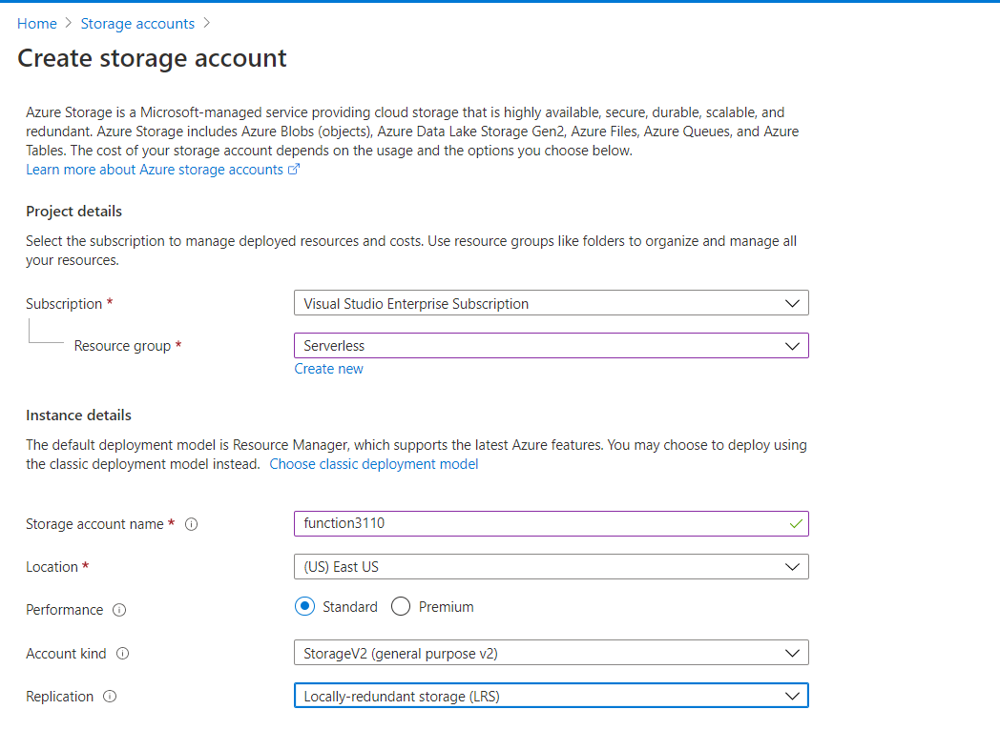 Home > Storage accounts >
Create storage account
Azure Storage is a Microsoft-managed service providing cloud storage that is highly available, secure, durable, scalable, and
redundant. Azure Storage includes Azure Blobs (objects), Azure Data Lake Storage Gen2, Azure Files, Azure Queues, and Azure
Tables. The cost of your storage account depends on the usage and the options you choose below.
Learn more about Azure storage accounts
Project details
Select the subscription to manage deployed resources and costs. Use resource groups like folders to organize and manage all
your resources.
Subscription * Visual Studio Enterprise Subscription
Resource group * Serverless
Create new
Instance details
The default deployment model is Resource Manager, which supports the latest Azure features. You may choose to deploy using
the classic deployment model instead. Choose classic deployment model
Storage account name * function3110
Location * (US) East US
Performance Standard Premium
Account kind StorageV2 (general purpose v2)
Replication Locally-redundant storage (LRS)